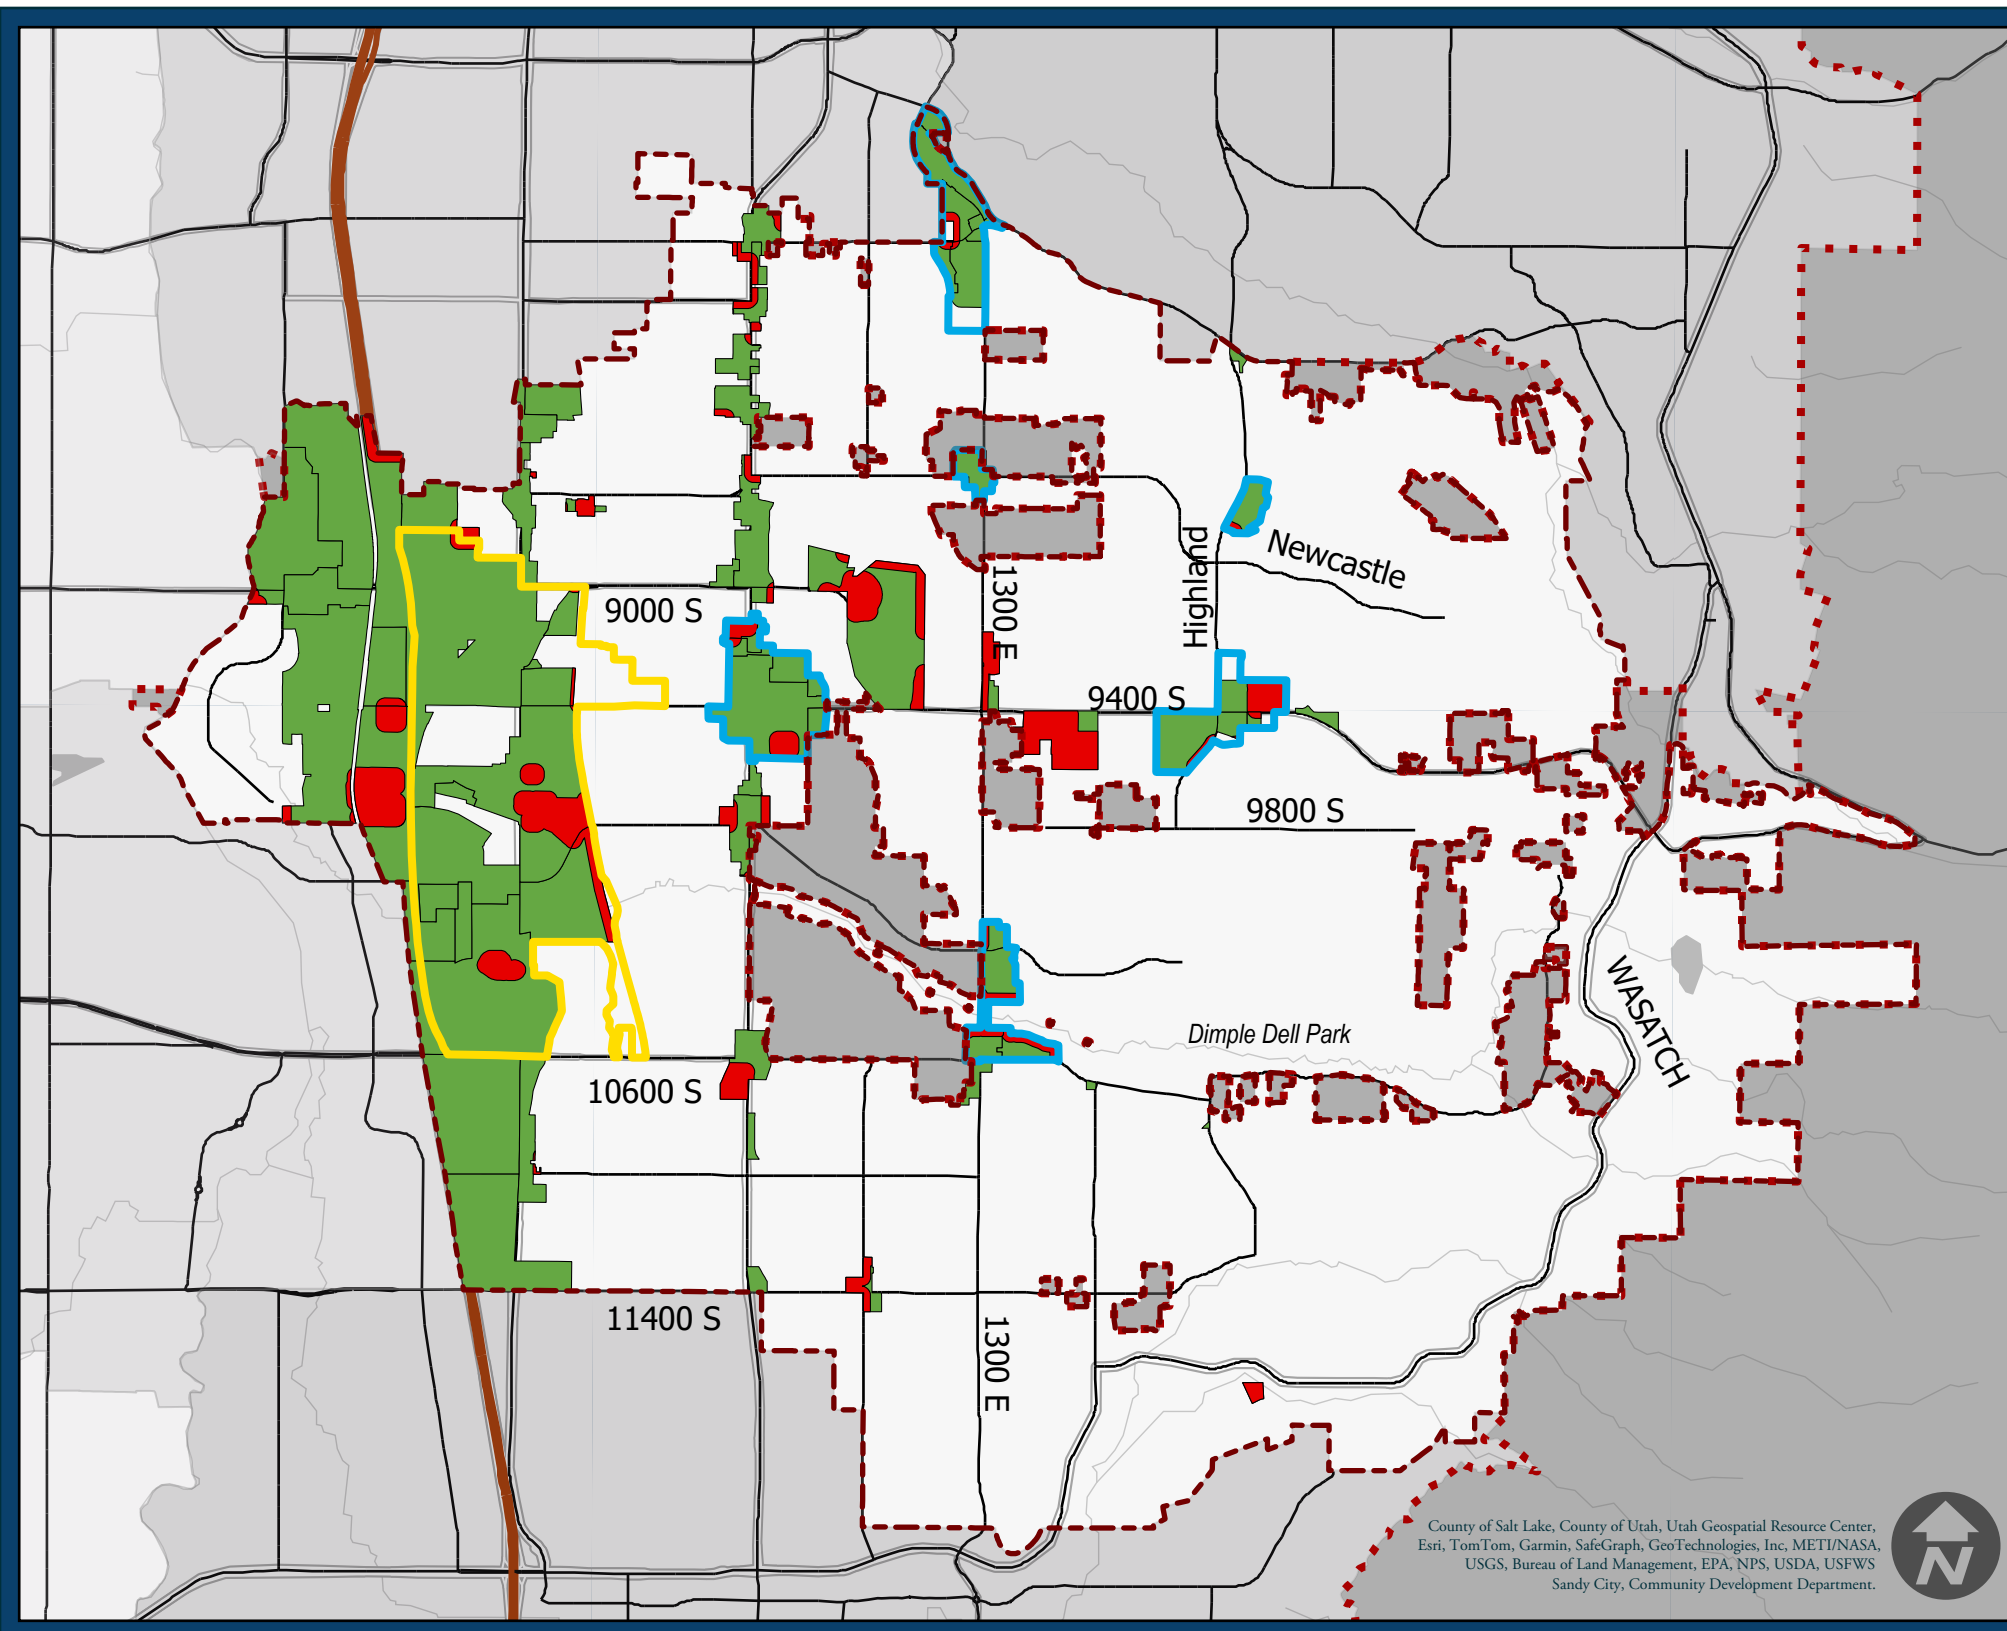 9000 S
1300 E
Highland
Newcastle
9400 S
9800 S
WASATCH
Dimple Dell Park
10600 S
11400 S
1300 E
County of Salt Lake, County of Utah, Utah Geospatial Resource Center,
Esri, TomTom, Garmin, SafeGraph, GeoTechnologies, Inc, METI/NASA,
USGS, Bureau of Land Management, EPA, NPS, USDA, USFWS
Sandy City, Community Development Department.
N